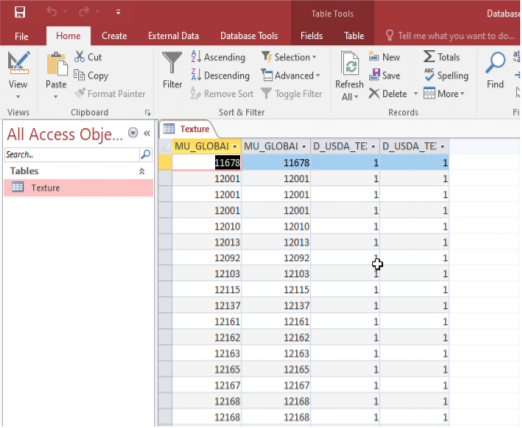 Table Tools
Databas
File Home Create External Data Database Tools Fields Table Tell me what you want to do...
View
Paste
Cut
Copy
Format Painter
Filter
Ascending
Descending
Remove Sort
Selection
Advanced
Toggle Filter
Refresh
All
New
Save
Delete
Totals
Spelling
More
Find
Views Clipboard Sort & Filter Records Fi
All Access Obje... «
Search..
Tables
Texture
Texture
MU_GLOBAI MU_GLOBAI D_USDA_TE: D_USDA_TE:
11678 11678 1 1
12001 12001 1 1
12001 12001 1 1
12001 12001 1 1
12010 12010 1 1
12013 12013 1 1
12092 12092 1 1
12103 12103 1 1
12115 12115 1 1
12137 12137 1 1
12161 12161 1 1
12162 12162 1 1
12163 12163 1 1
12165 12165 1 1
12167 12167 1 1
12168 12168 1 1
12168 12168 1 1